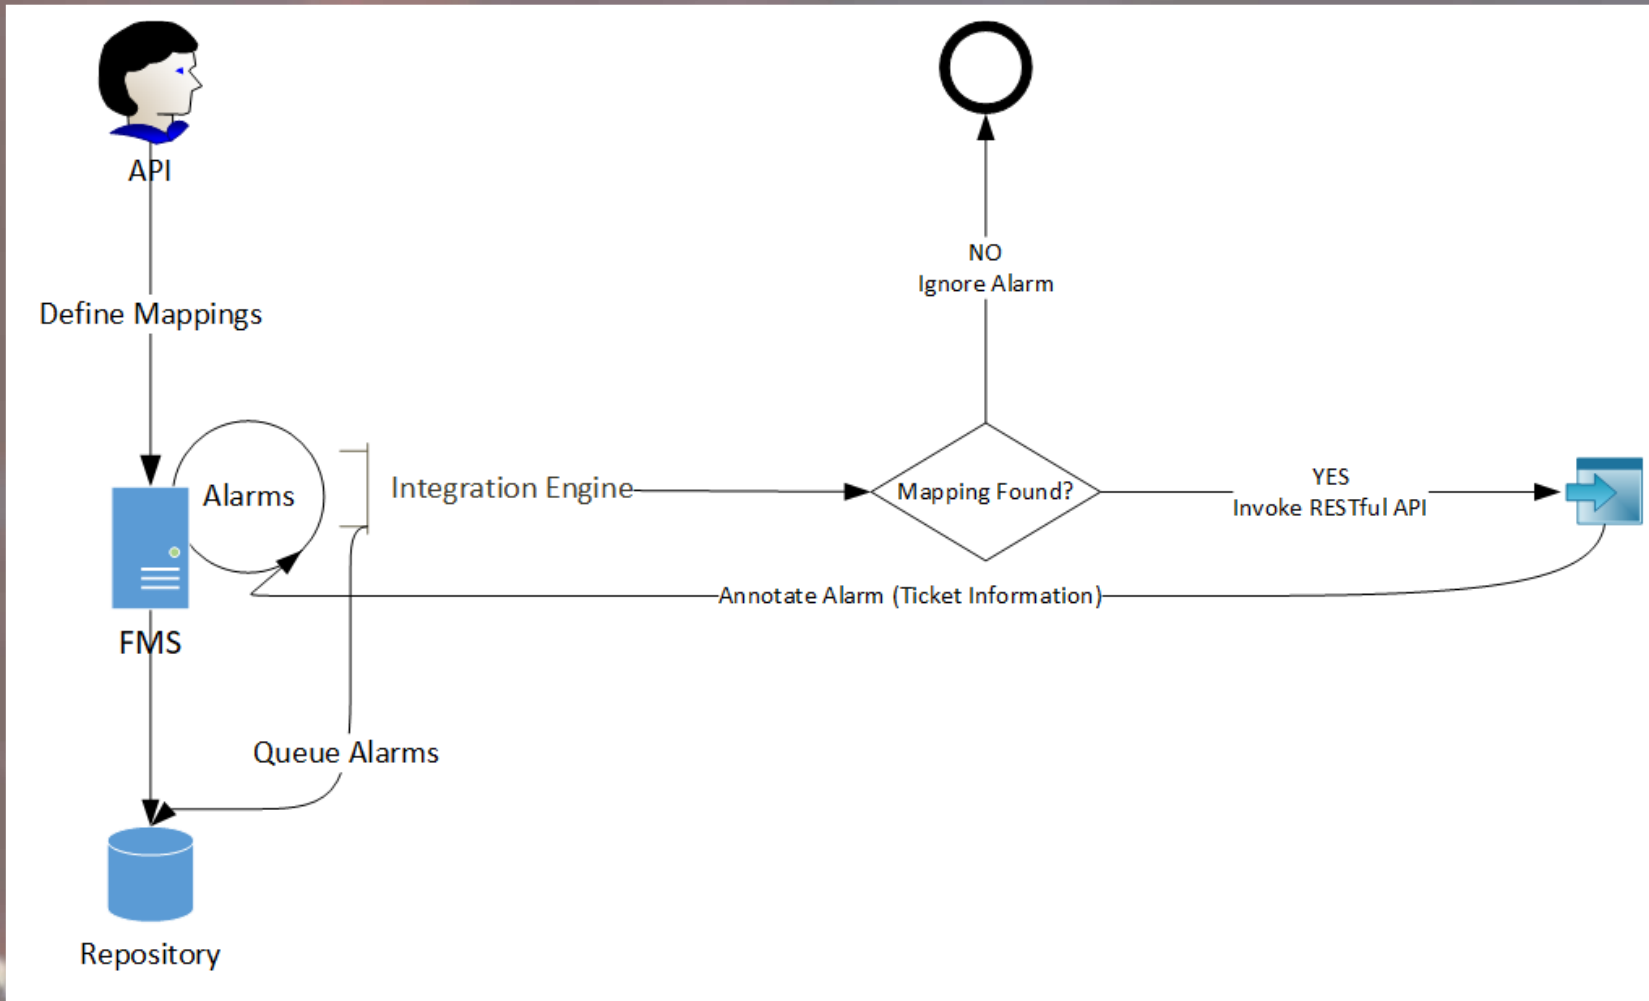 API
NO
Ignore Alarm
Define Mappings
Alarms
Integration Engine
Mapping Found?
YES
Invoke RESTful API
Annotate Alarm (Ticket Information)
FMS
Queue Alarms
Repository